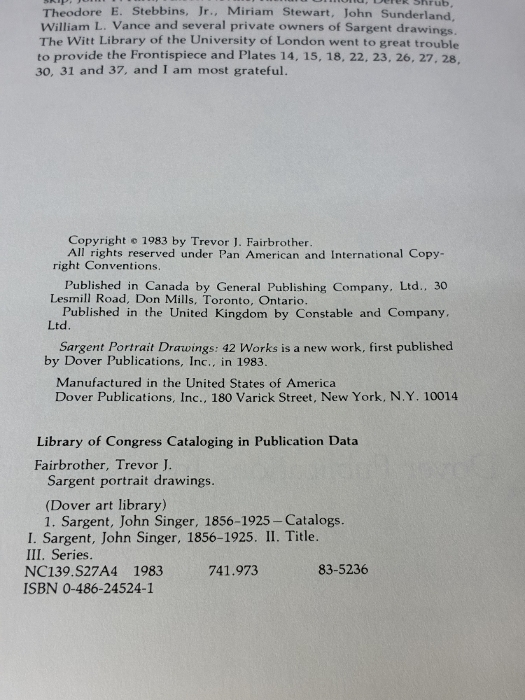 Derek Shrub,
Theodore E. Stebbins, Jr., Miriam Stewart, John Sunderland,
William L. Vance and several private owners of Sargent drawings.
The Witt Library of the University of London went to great trouble
to provide the Frontispiece and Plates 14, 15, 18, 22, 23, 26, 27, 28,
30, 31 and 37, and I am most grateful.
Copyright © 1983 by Trevor J. Fairbrother.
All rights reserved under Pan American and International Copy-
right Conventions.
Published in Canada by General Publishing Company, Ltd., 30
Lesmill Road, Don Mills, Toronto, Ontario.
Published in the United Kingdom by Constable and Company,
Ltd.
Sargent Portrait Drawings: 42 Works is a new work, first published
by Dover Publications, Inc., in 1983.
Manufactured in the United States of America
Dover Publications, Inc., 180 Varick Street, New York, N.Y. 10014
Library of Congress Cataloging in Publication Data
Fairbrother, Trevor J.
Sargent portrait drawings.
(Dover art library)
1. Sargent, John Singer, 1856–1925 — Catalogs.
I. Sargent, John Singer, 1856–1925. II. Title.
III. Series.
NC139.S27A4 1983 741.973 83-5236
ISBN 0-486-24524-1